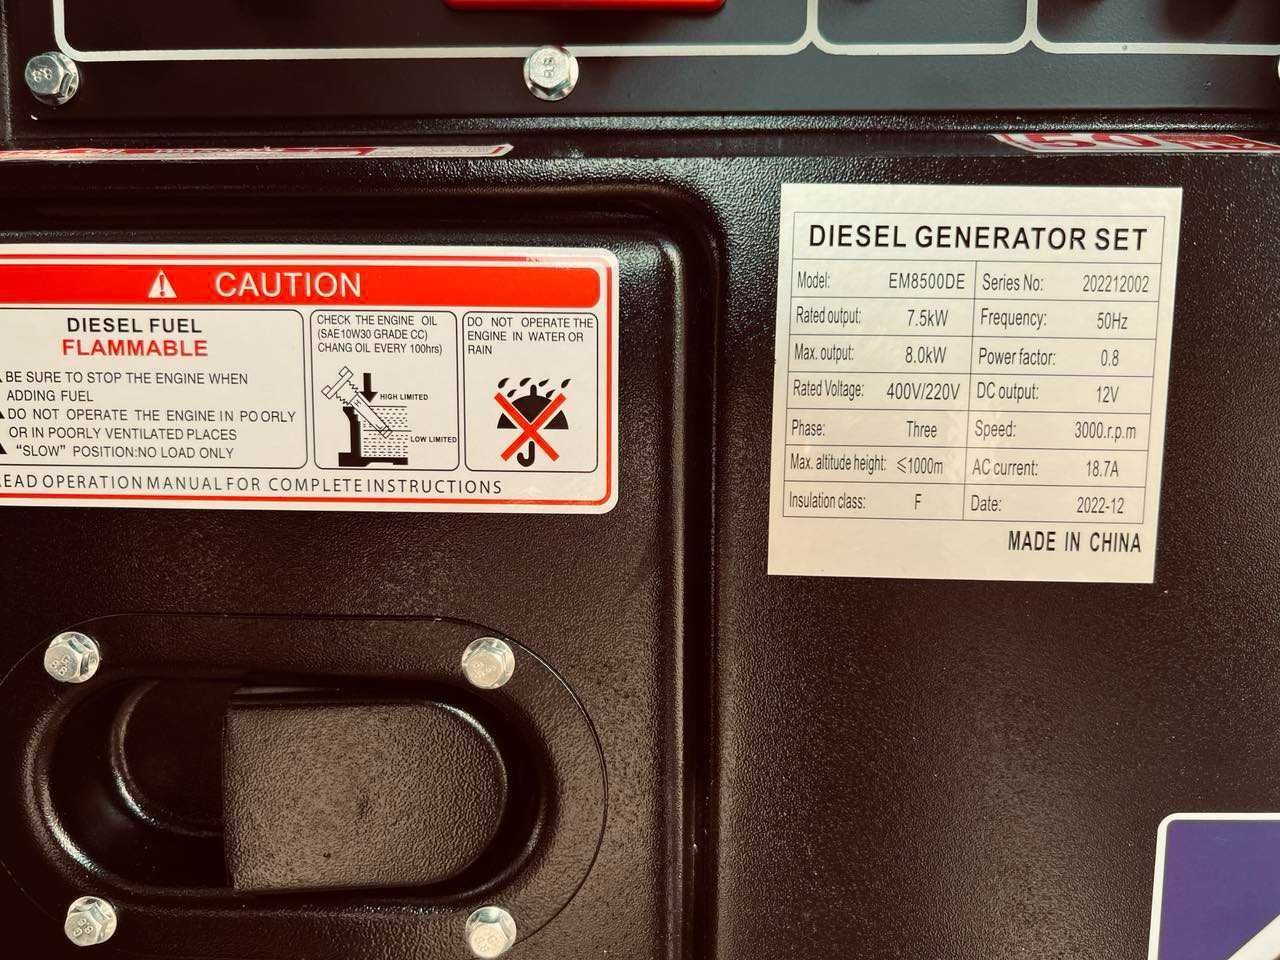 50
CAUTION
DIESEL FUEL
FLAMMABLE
BE SURE TO STOP THE ENGINE WHEN
ADDING FUEL
DO NOT OPERATE THE ENGINE IN POORLY
OR IN POORLY VENTILATED PLACES
"SLOW" POSITION:NO LOAD ONLY
CHECK THE ENGINE OIL
(SAE10W30 GRADE CC)
CHANG OIL EVERY 100hrs)
HIGH LIMITED
LOW LIMITED
DO NOT OPERATE THE
ENGINE IN WATER OR
RAIN
EAD OPERATION MANUAL FOR COMPLETE INSTRUCTIONS
DIESEL GENERATOR SET
Model: EM8500DE Series No: 202212002
Rated output: 7.5kW Frequency: 50Hz
Max. output: 8.0kW Power factor: 0.8
Rated Voltage: 400V/220V DC output: 12V
Phase: Three Speed: 3000.r.p.m
Max. altitude height: ≤1000m AC current: 18.7A
Insulation class: F Date: 2022-12
MADE IN CHINA